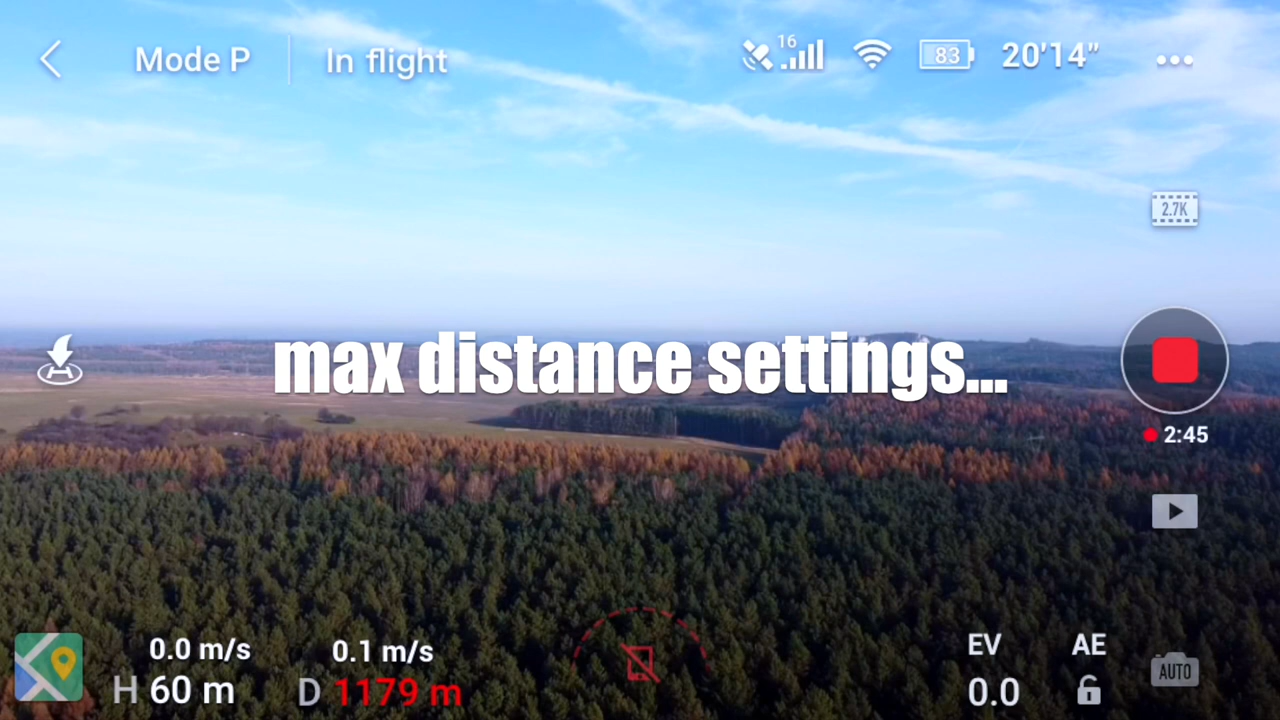 Mode P
In flight
16
83
20'14"
2.7K
max distance settings...
2:45
0.0 m/s
0.1 m/s
H 60 m
D 1179 m
EV
AE
0.0
AUTO